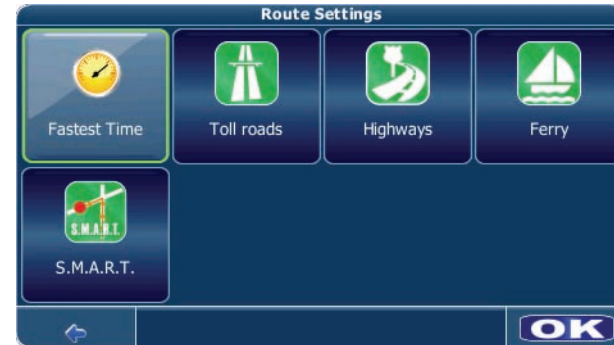 Route Settings
Fastest Time
Toll roads
Highways
Ferry
S.M.A.R.T.
S.M.A.R.T.
OK